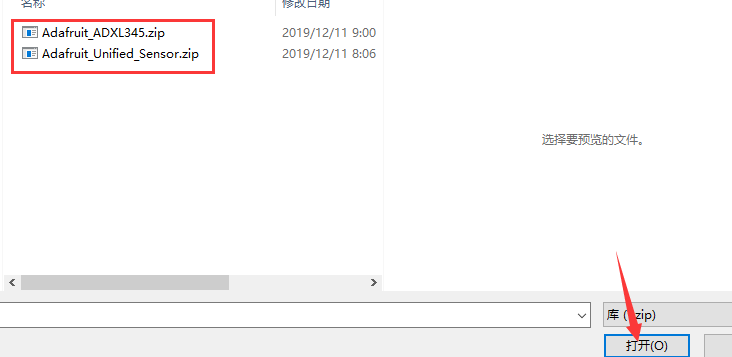 名称 修改日期
Adafruit_ADXL345.zip 2019/12/11 9:00
Adafruit_Unified_Sensor.zip 2019/12/11 8:06
选择要预览的文件。
库 (*.zip)
打开(O)